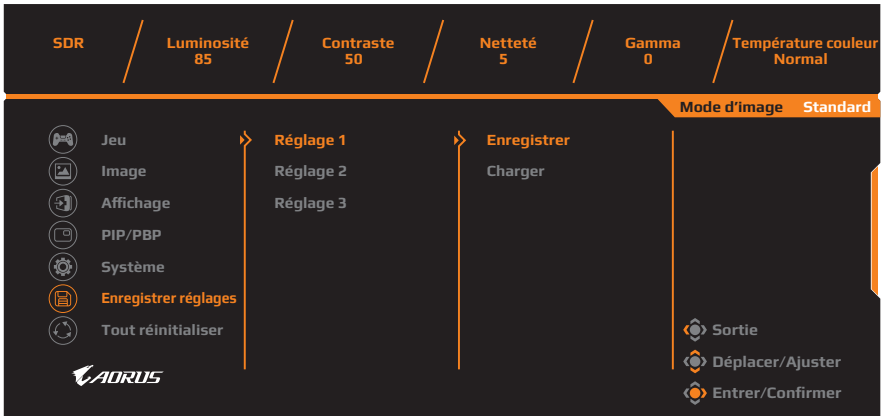 SDR
Luminosité
85
Contraste
50
Netteté
5
Gamma
0
Température couleur
Normal
Mode d'image Standard
Jeu
Image
Affichage
PIP/PBP
Système
Enregistrer réglages
Tout réinitialiser
Réglage 1
Réglage 2
Réglage 3
Enregistrer
Charger
Sortie
Déplacer/Ajuster
Entrer/Confirmer
AORUS